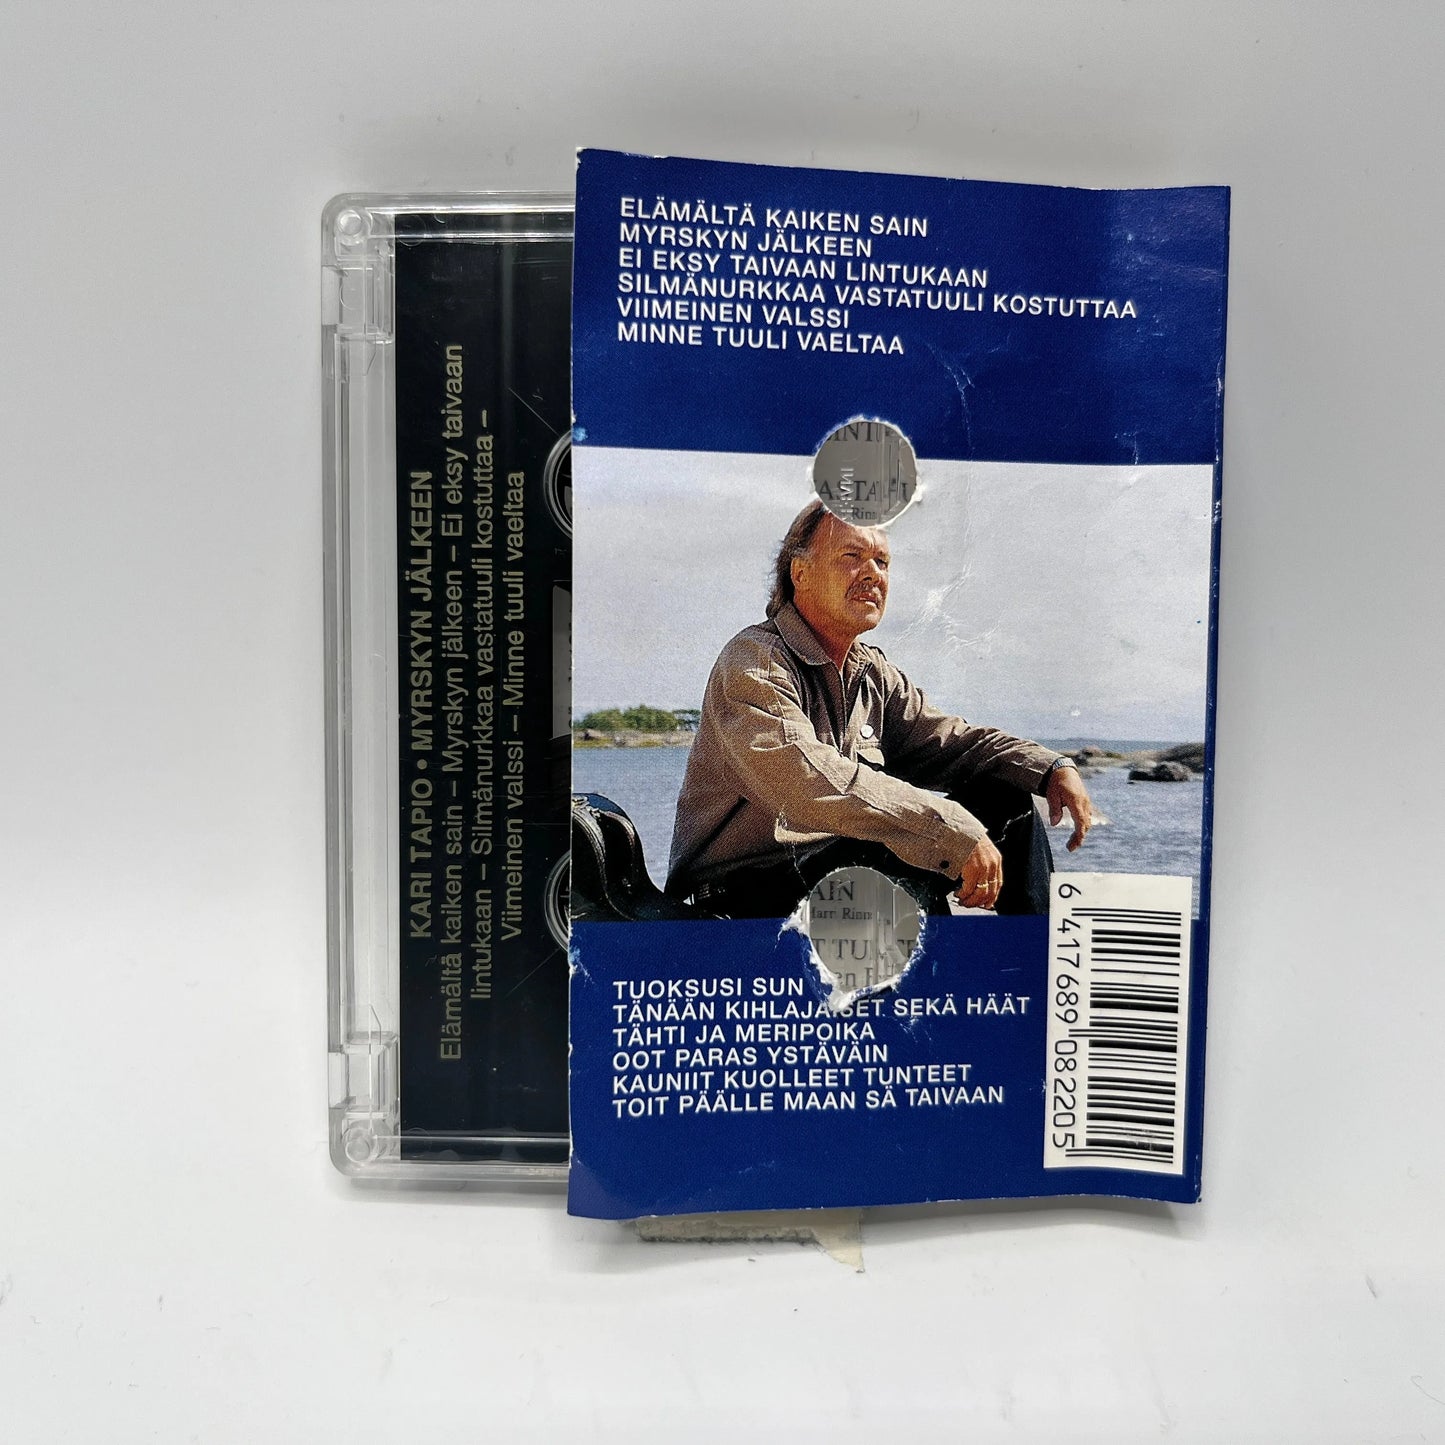 KARI TAPIO • MYRSKYN JÄLKEEN
Elämältä kaiken sain – Myrskyn jälkeen – Ei eksy taivaan
lintukaan – Silmänurkkaa vastatuuli kostuttaa –
Viimeinen valssi – Minne tuuli vaeltaa
ELÄMÄLTÄ KAIKEN SAIN
MYRSKYN JÄLKEEN
EI EKSY TAIVAAN LINTUKAAN
SILMÄNURKKAA VASTATUULI KOSTUTTAA
VIIMEINEN VALSSI
MINNE TUULI VAELTAA
TUOKSUSI SUN
TÄNÄÄN KIHLAJAISET SEKÄ HÄÄT
TÄHTI JA MERIPOIKA
OOT PARAS YSTÄVÄIN
KAUNIIT KUOLLEET TUNTEET
TOIT PÄÄLLE MAAN SÄ TAIVAAN
6 417689 082205